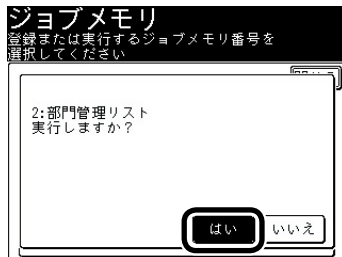 ジョブメモリ
登録または実行するジョブメモリ番号を
選択してください
2:部門管理リスト
実行しますか？
はい
いいえ